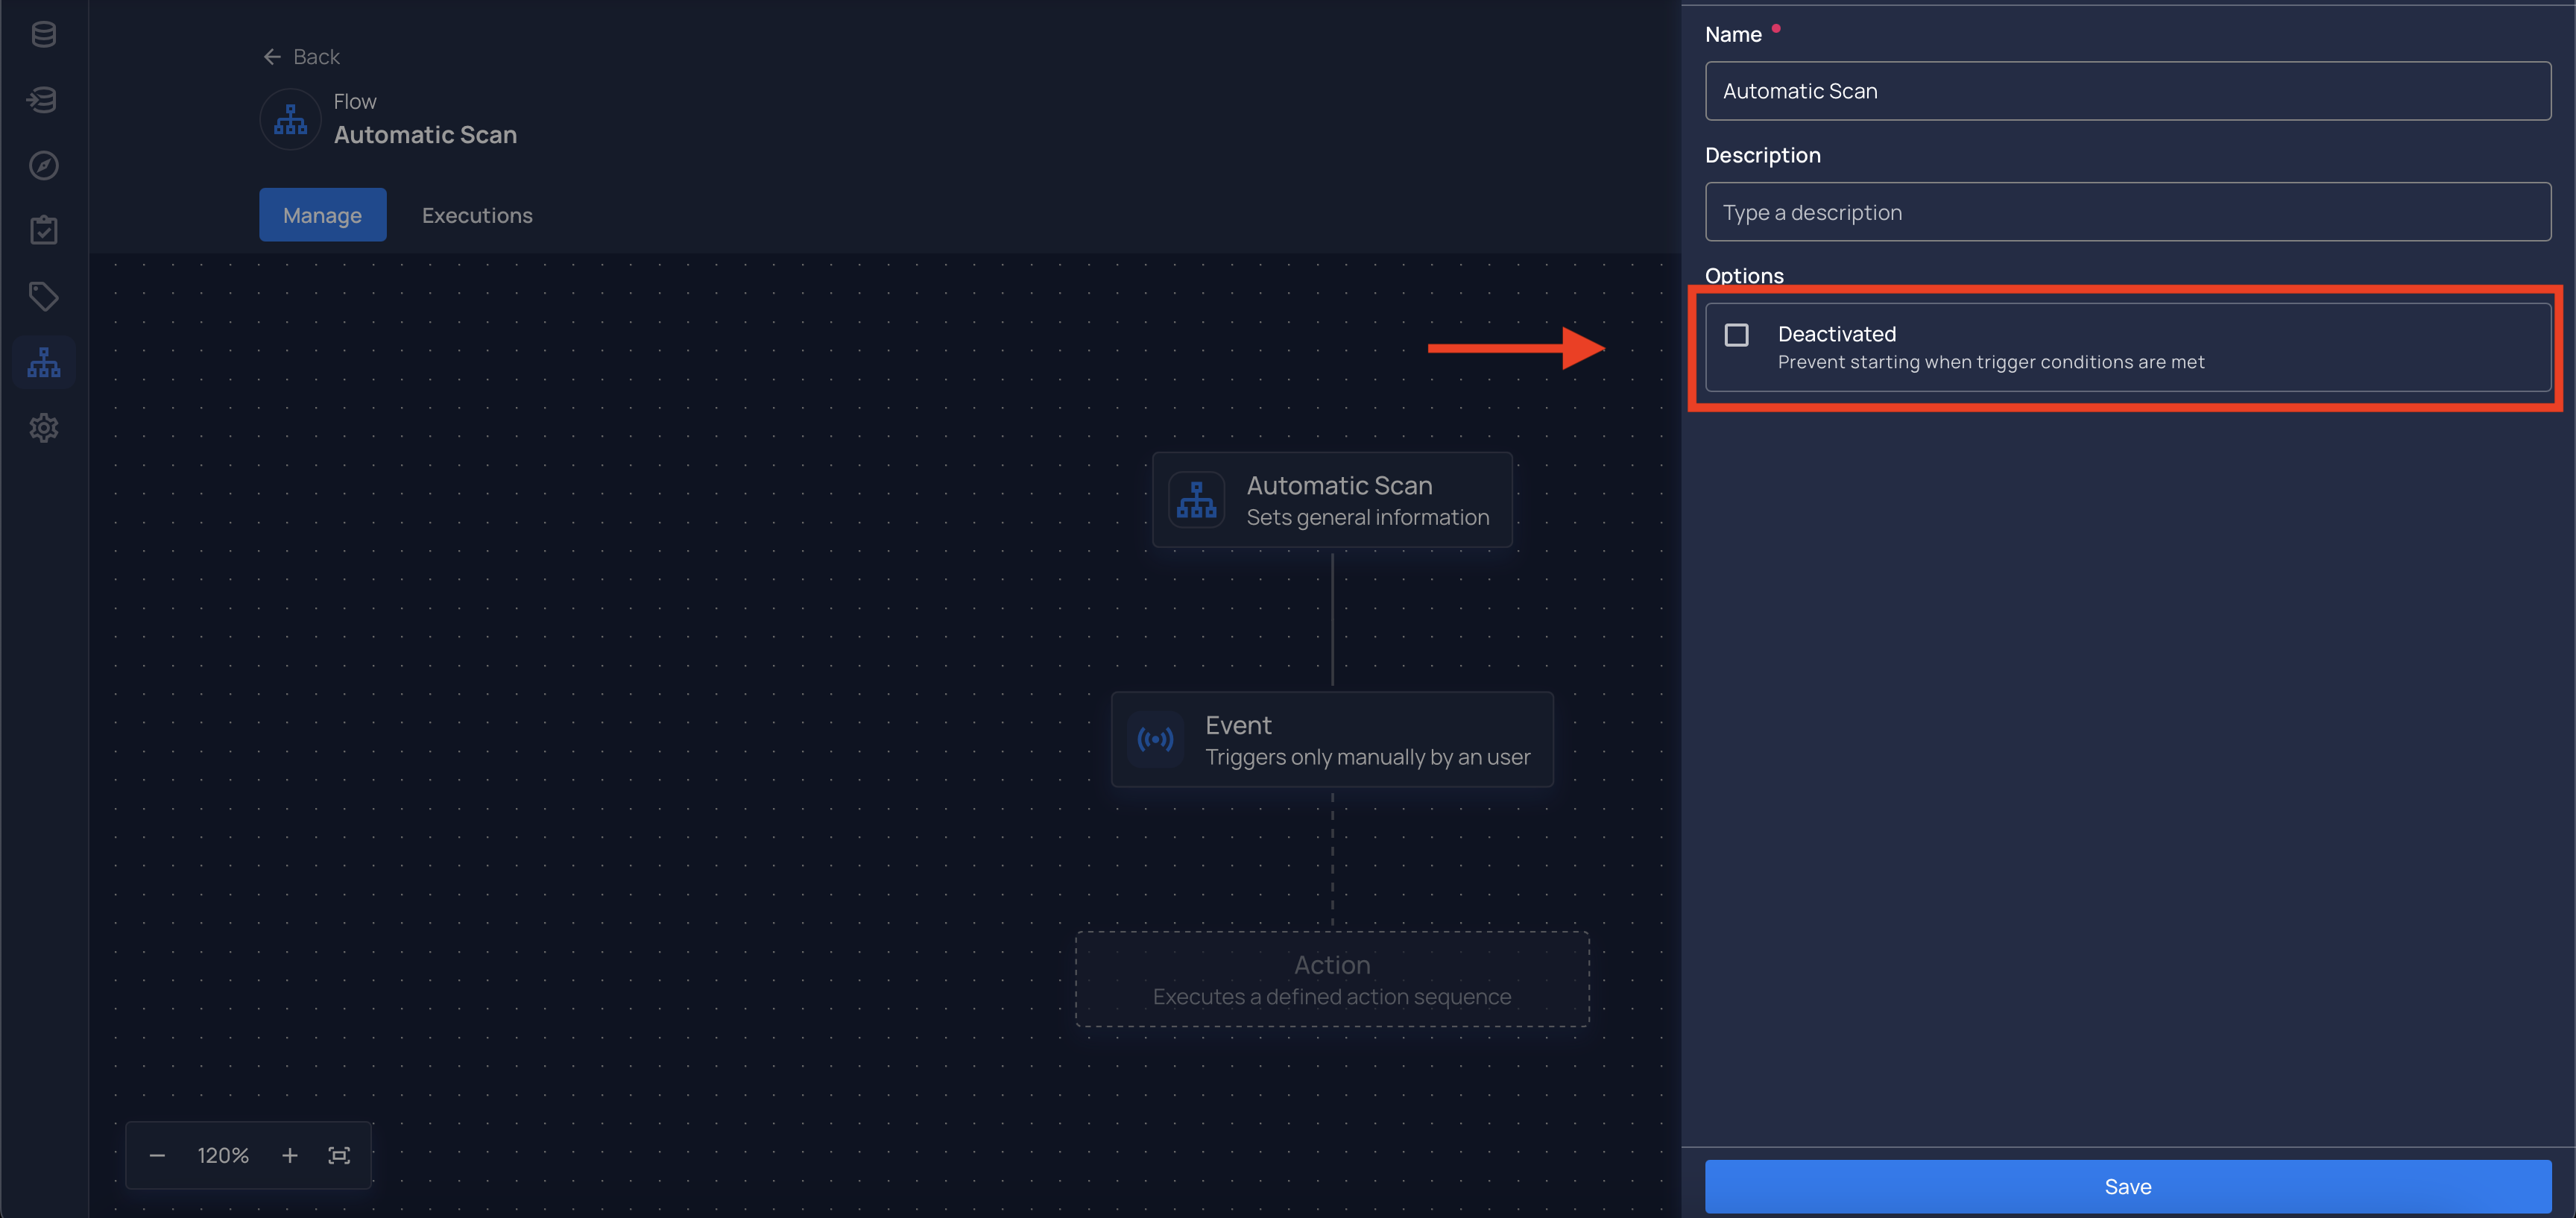 Back
Flow
Automatic Scan
Manage
Executions
Automatic Scan
Sets general information
Event
Triggers only manually by an user
Action
Executes a defined action sequence
120%
Name
Automatic Scan
Description
Type a description
Options
Deactivated
Prevent starting when trigger conditions are met
Save